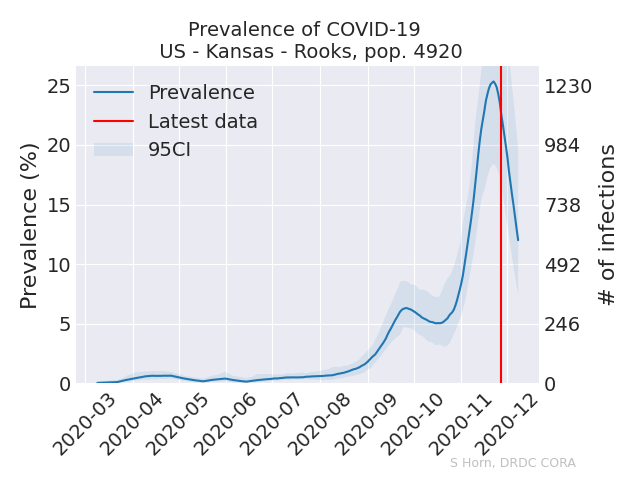 Prevalence of COVID-19
US - Kansas - Rooks, pop. 4920
Prevalence (%)
25
20
15
10
5
0
Prevalence
Latest data
95CI
1230
984
738
492
246
0
# of infections
2020-03
2020-04
2020-05
2020-06
2020-07
2020-08
2020-09
2020-10
2020-11
2020-12
S Horn, DRDC CORA